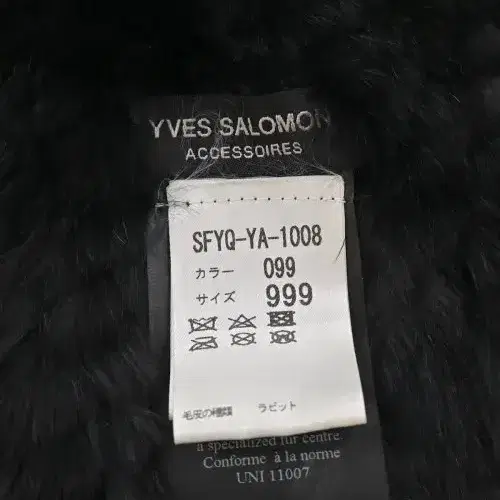 YVES SALOMON
ACCESSOIRES
SFYQ-YA-1008
カラー 099
サイズ 999
毛皮の種類 ラビット
a specialized fur centre.
Conforme à la norme
UNI 11007